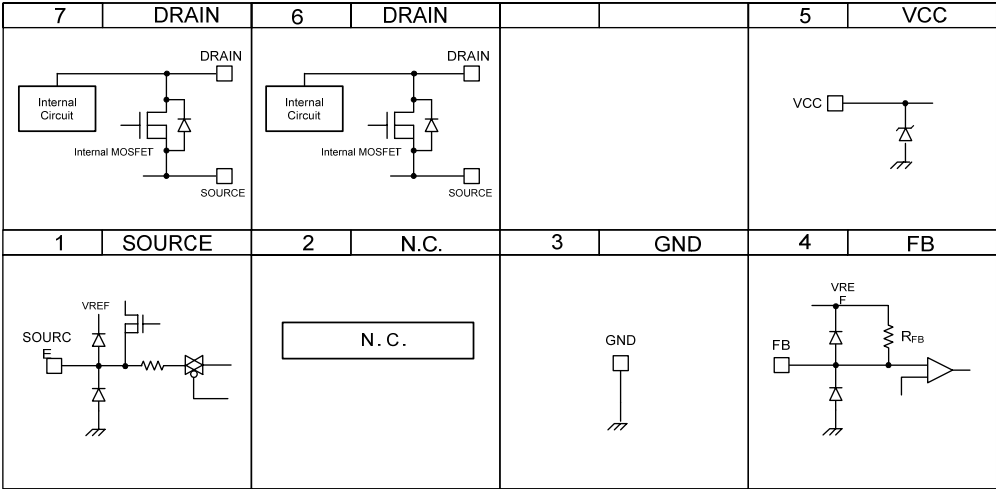 7 DRAIN 6 DRAIN 5 VCC
DRAIN
Internal
Circuit
Internal MOSFET
SOURCE
DRAIN
Internal
Circuit
Internal MOSFET
SOURCE
VCC
1 SOURCE 2 N.C. 3 GND 4 FB
VREF
SOURC
E
N.C.
GND
VRE
F
RFB
FB